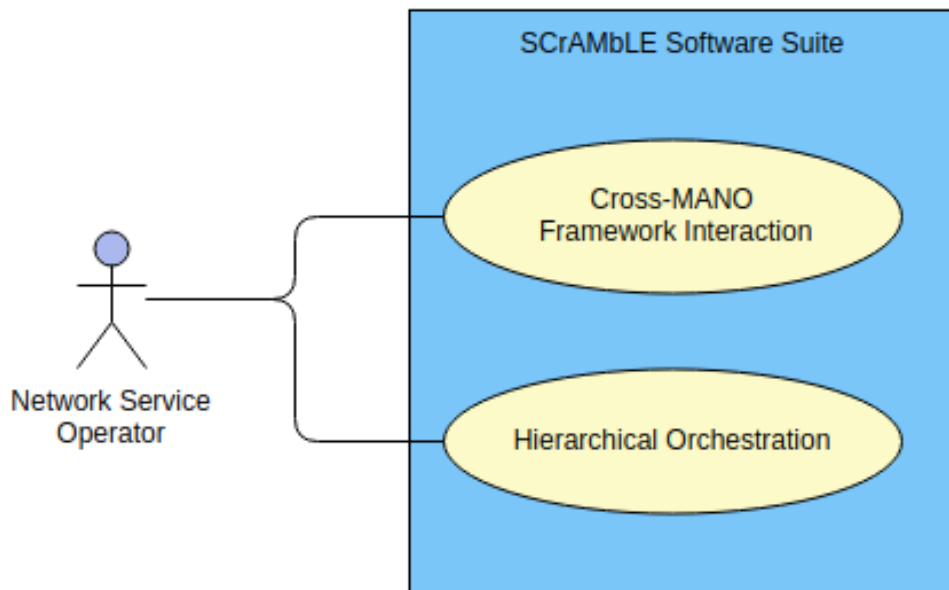 SCrAMbLE Software Suite
Cross-MANO
Framework Interaction
Network Service
Operator
Hierarchical Orchestration